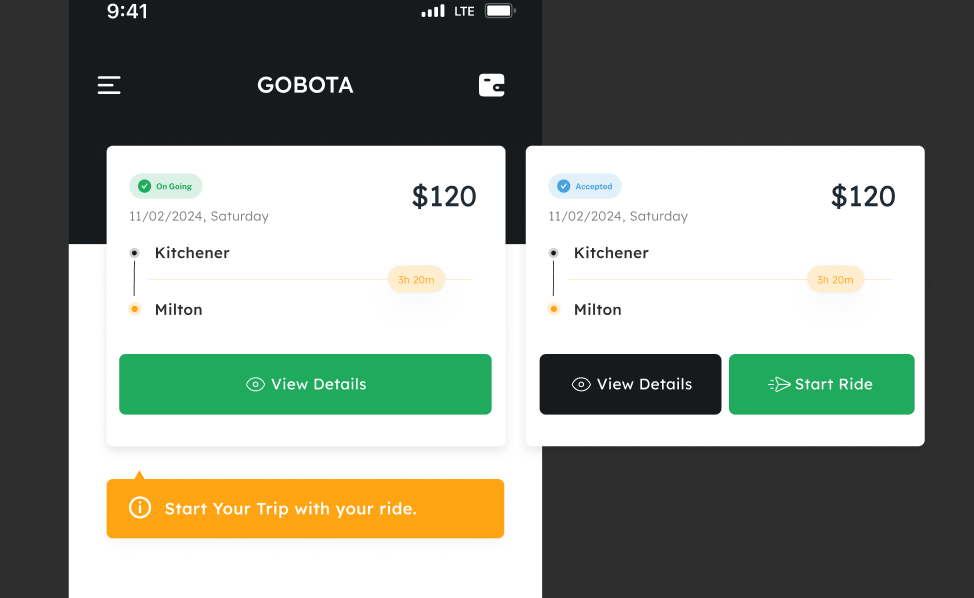 9:41 LTE
GOBOTA
On Going
$120
11/02/2024, Saturday
Kitchener
3h 20m
Milton
View Details
Accepted
$120
11/02/2024, Saturday
Kitchener
3h 20m
Milton
View Details
Start Ride
Start Your Trip with your ride.